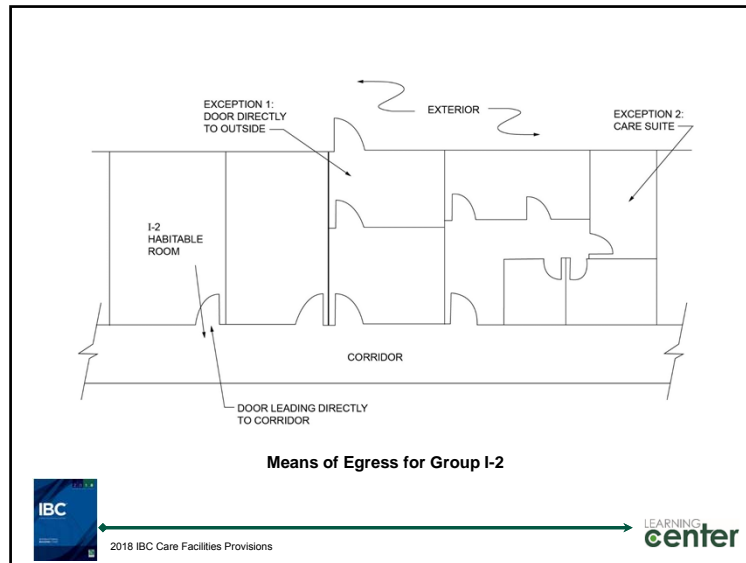 EXCEPTION 1:
DOOR DIRECTLY
TO OUTSIDE
EXTERIOR
EXCEPTION 2:
CARE SUITE
I-2
HABITABLE
ROOM
CORRIDOR
DOOR LEADING DIRECTLY
TO CORRIDOR
Means of Egress for Group I-2
IBC
2018 IBC Care Facilities Provisions
LEARNING
center